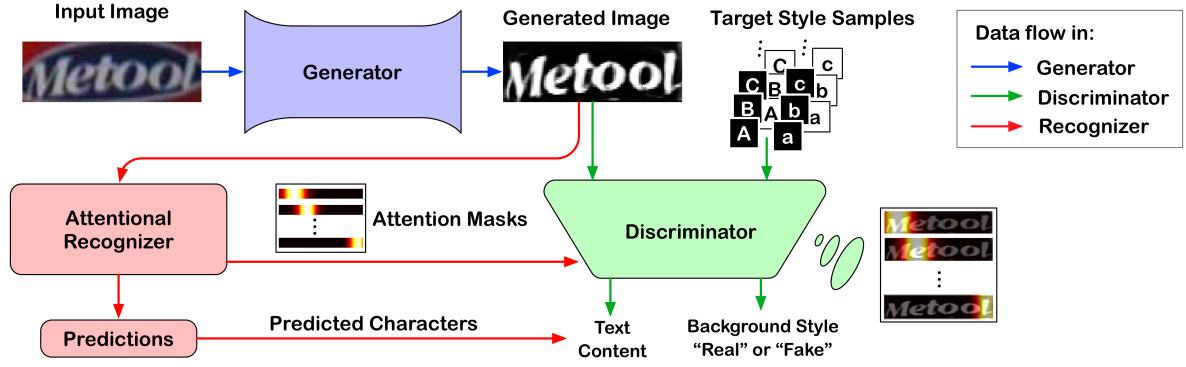 Input Image
Generated Image
Target Style Samples
Metool
Generator
Metool
C
c
C
B
c
b
B
A
b
a
A
a
Data flow in:
Generator
Discriminator
Recognizer
Attentional
Recognizer
Attention Masks
Discriminator
Metool
Metool
Metool
Predictions
Predicted Characters
Text
Content
Background Style
“Real” or “Fake”